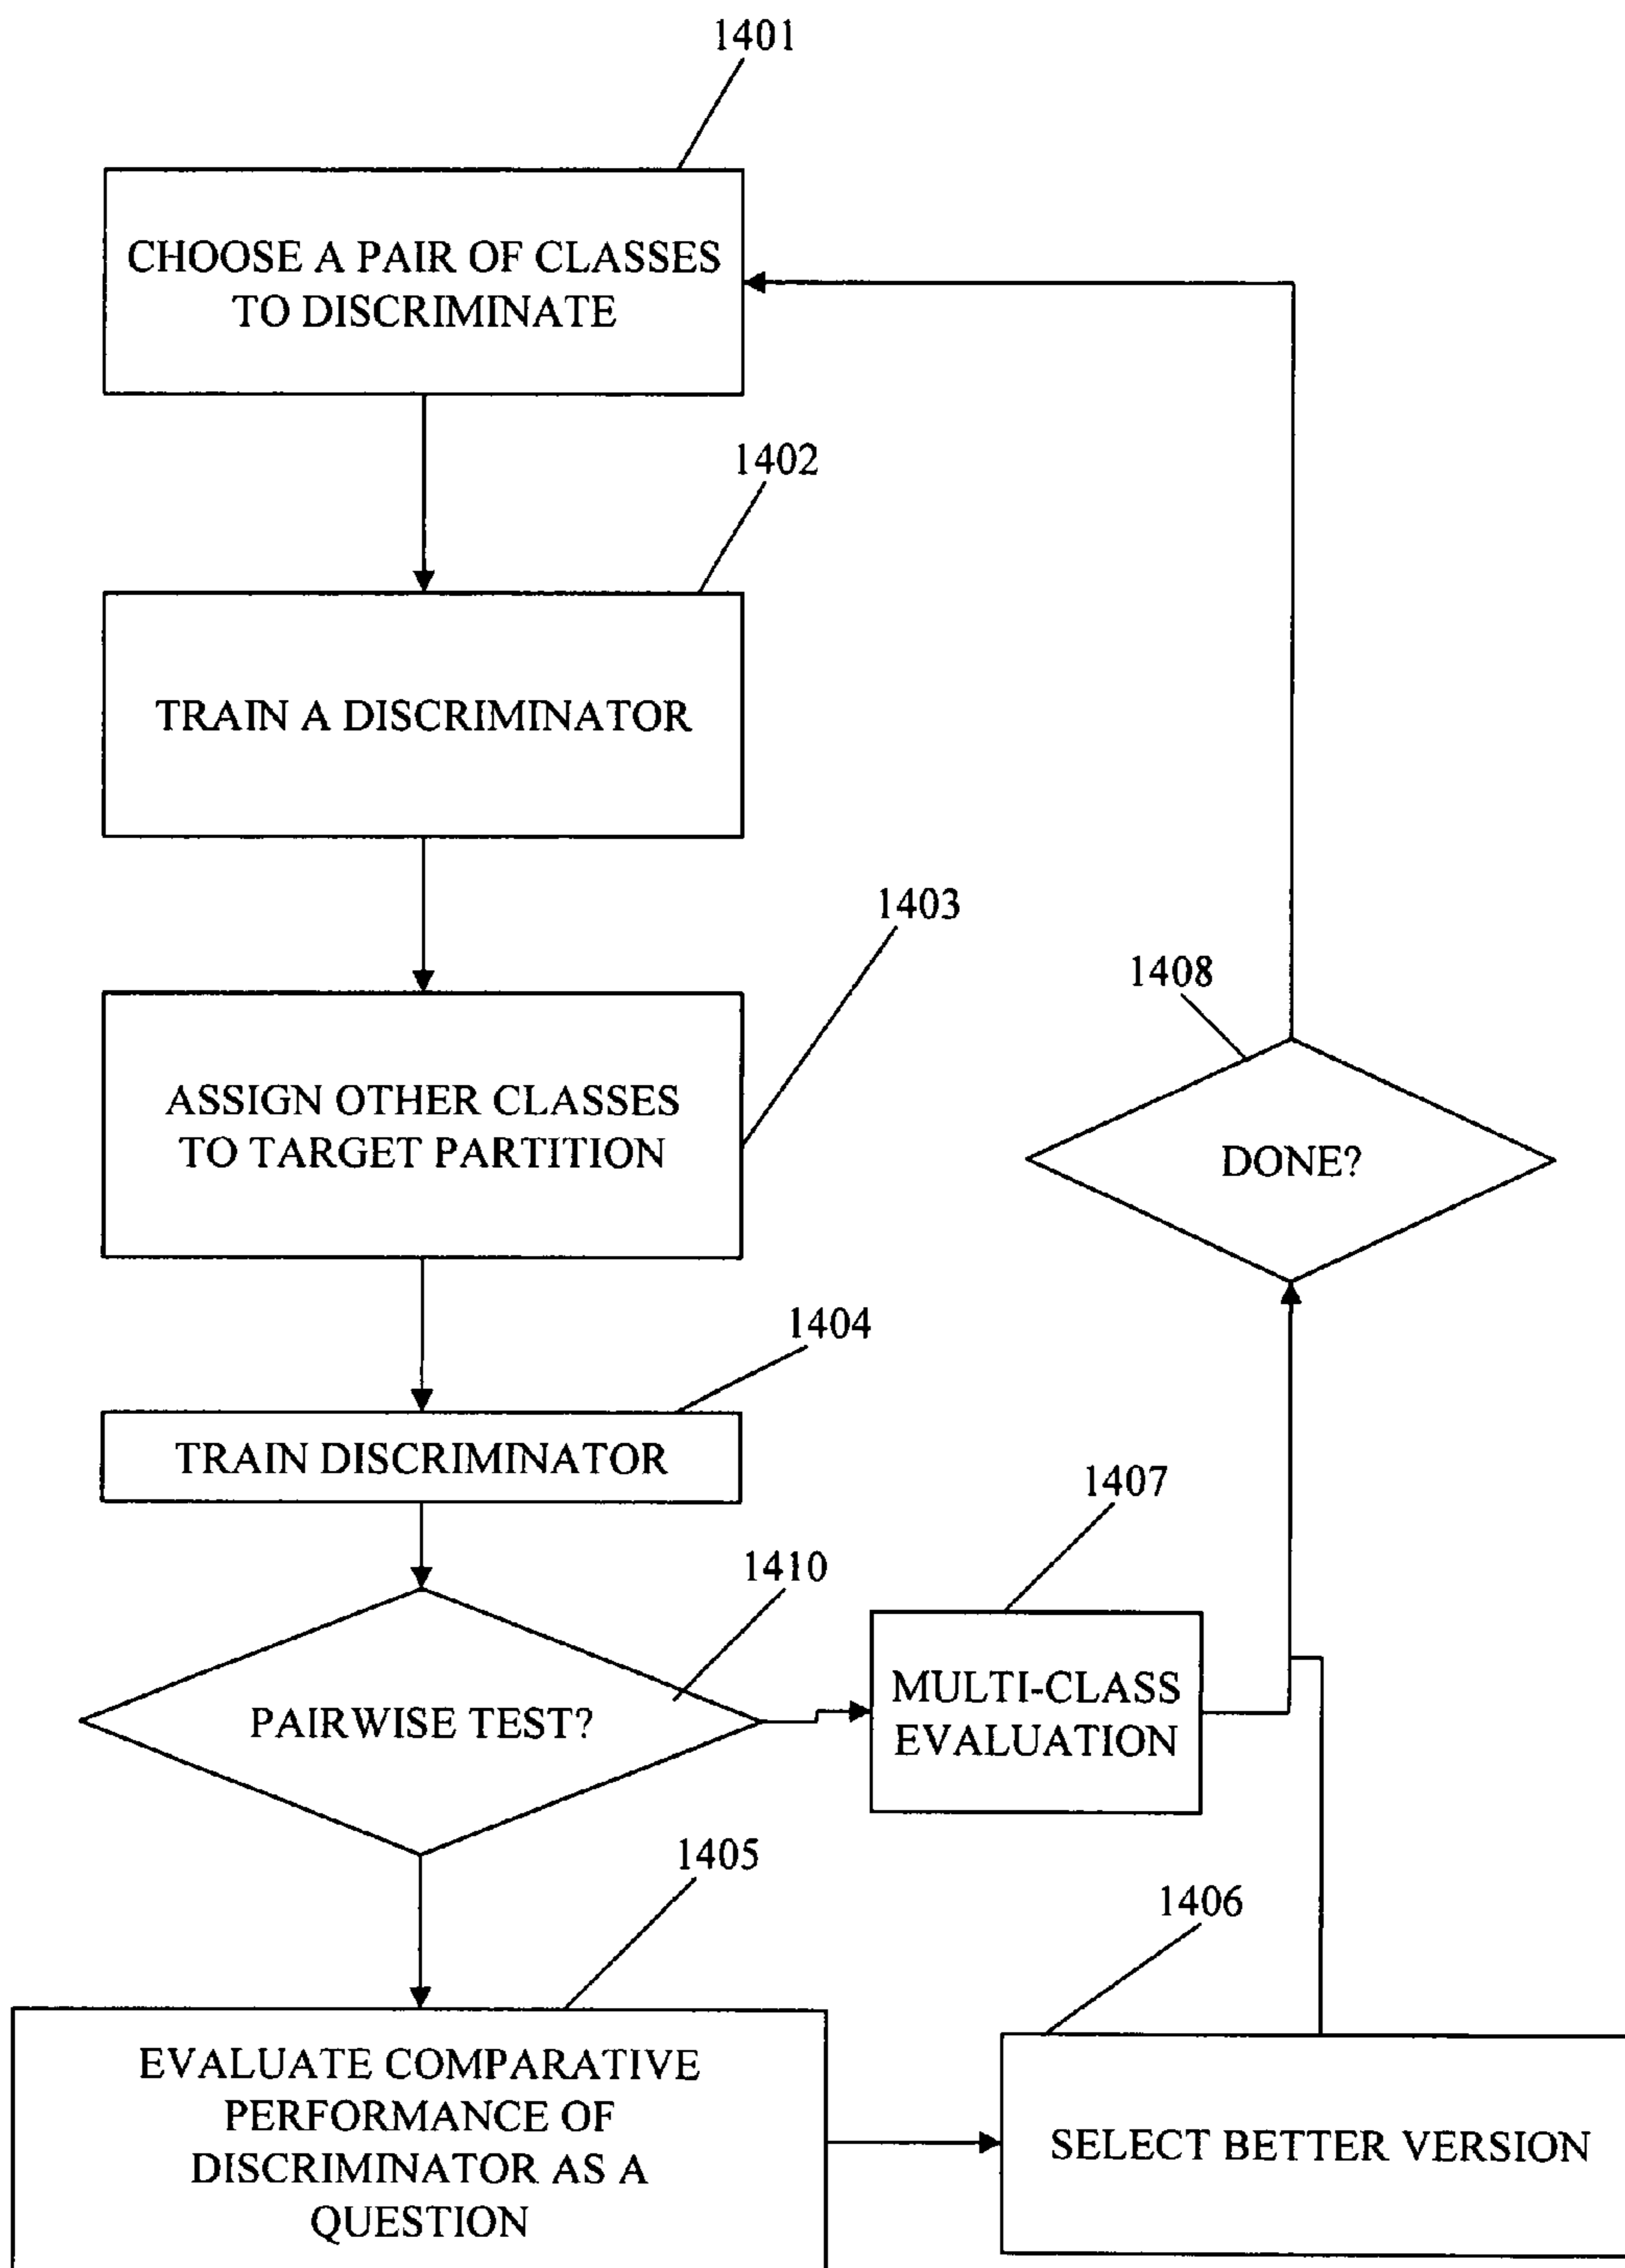 1401
CHOOSE A PAIR OF CLASSES
TO DISCRIMINATE
1402
TRAIN A DISCRIMINATOR
1403
ASSIGN OTHER CLASSES
TO TARGET PARTITION
1408
DONE?
1404
TRAIN DISCRIMINATOR
1407
1410
PAIRWISE TEST?
MULTI-CLASS
EVALUATION
1405
1406
EVALUATE COMPARATIVE
PERFORMANCE OF
DISCRIMINATOR AS A
QUESTION
SELECT BETTER VERSION